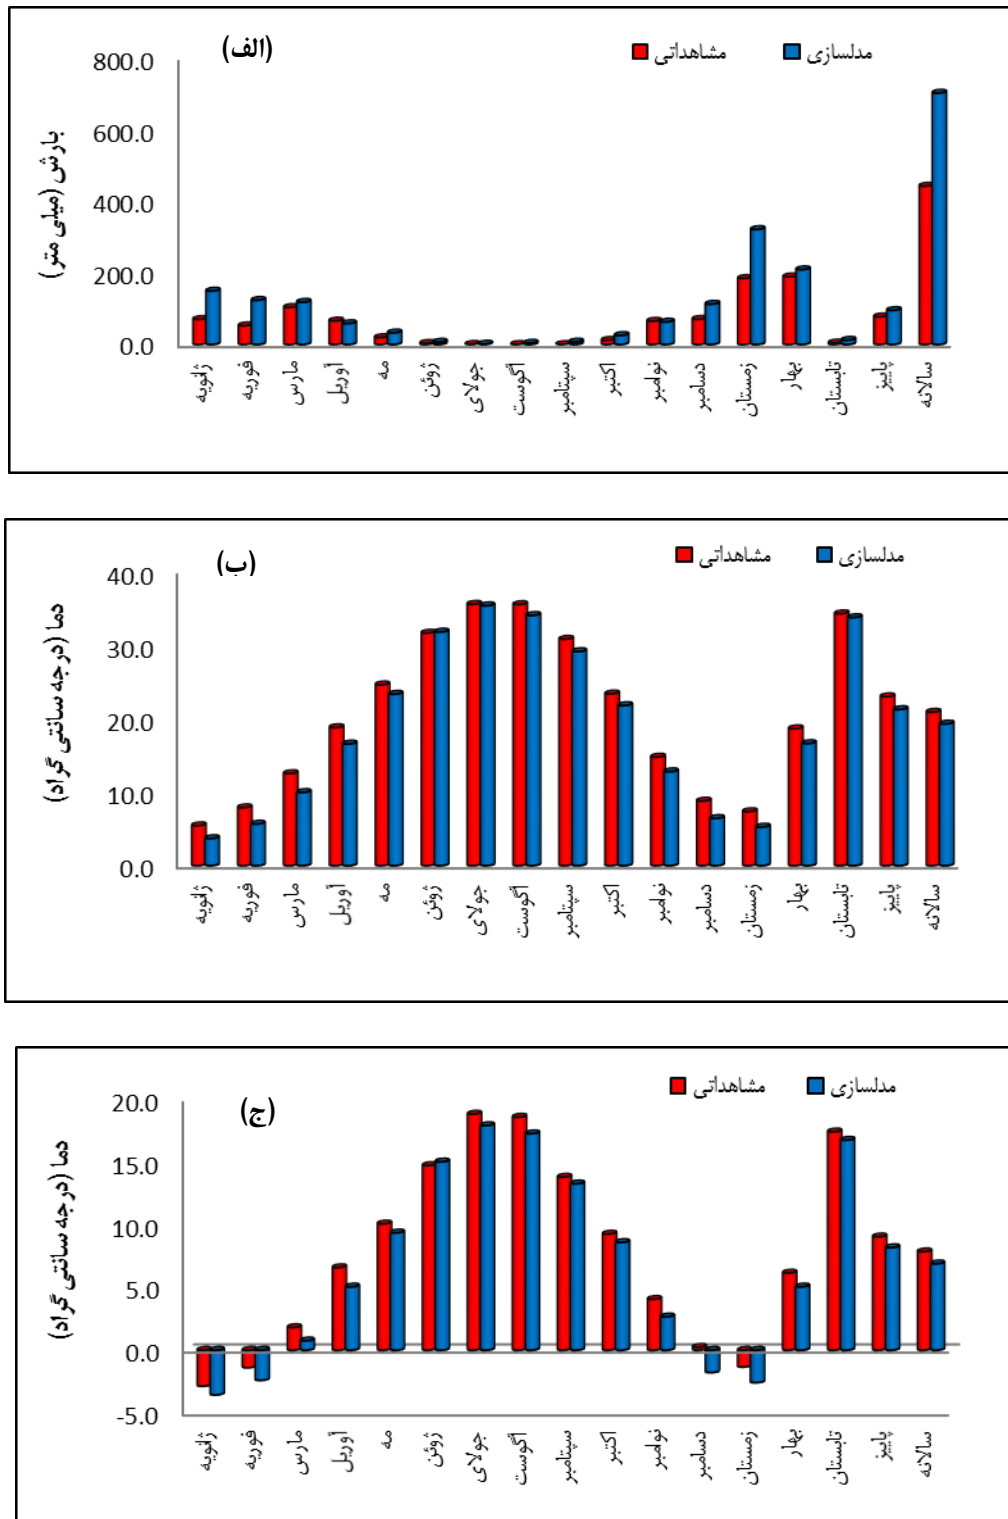 (الف)
مشاهداتی مدلسازی
بارش (میلی متر)
800.0
600.0
400.0
200.0
0.0
ژانویه فوریه مارس آوریل مه ژوئن جولای آگوست سپتامبر اکتبر نوامبر دسامبر زمستان بهار تابستان پاییز سالانه
(ب)
مشاهداتی مدلسازی
دما (درجه سانتی گراد)
40.0
30.0
20.0
10.0
0.0
ژانویه فوریه مارس آوریل مه ژوئن جولای آگوست سپتامبر اکتبر نوامبر دسامبر زمستان بهار تابستان پاییز سالانه
(ج)
مشاهداتی مدلسازی
دما (درجه سانتی گراد)
20.0
15.0
10.0
5.0
0.0
-5.0
ژانویه فوریه مارس آوریل مه ژوئن جولای آگوست سپتامبر اکتبر نوامبر دسامبر زمستان بهار تابستان پاییز سالانه